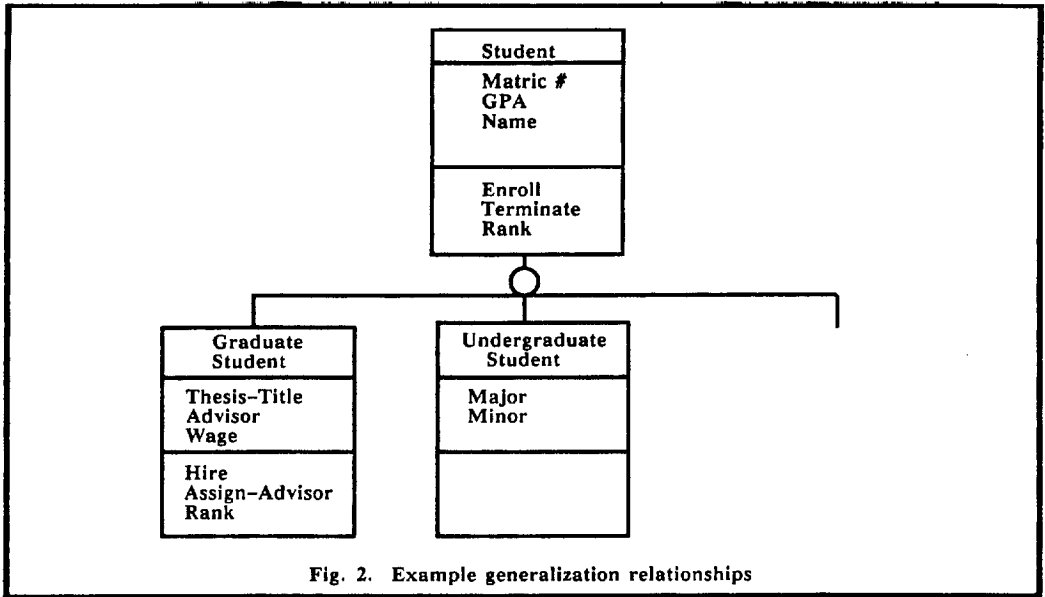 Student
Matric #
GPA
Name
Enroll
Terminate
Rank
Graduate
Student
Thesis-Title
Advisor
Wage
Hire
Assign-Advisor
Rank
Undergraduate
Student
Major
Minor
Fig. 2. Example generalization relationships